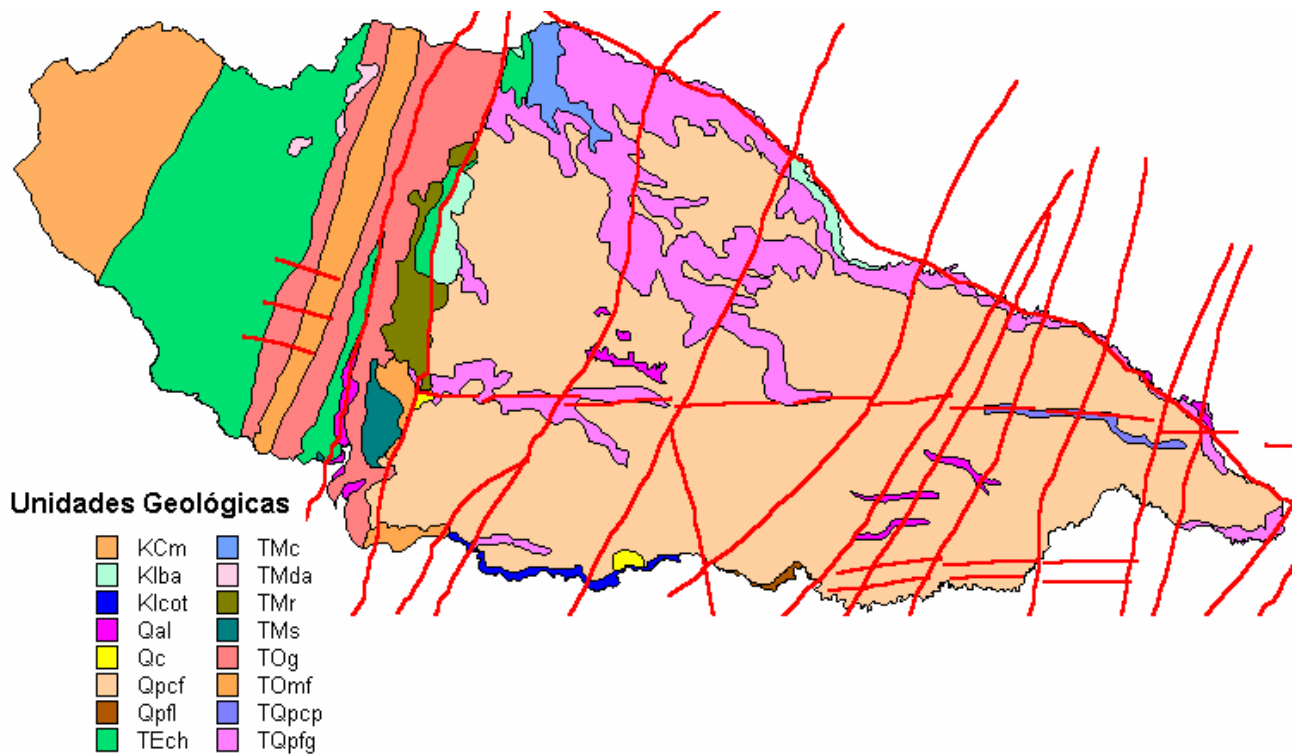 Unidades Geológicas
KCm TMc
Klba TMda
Klcot TMr
Qal TMs
Qc TOg
Qpcf TOmf
Qpfl TQpcp
TEch TQpfg